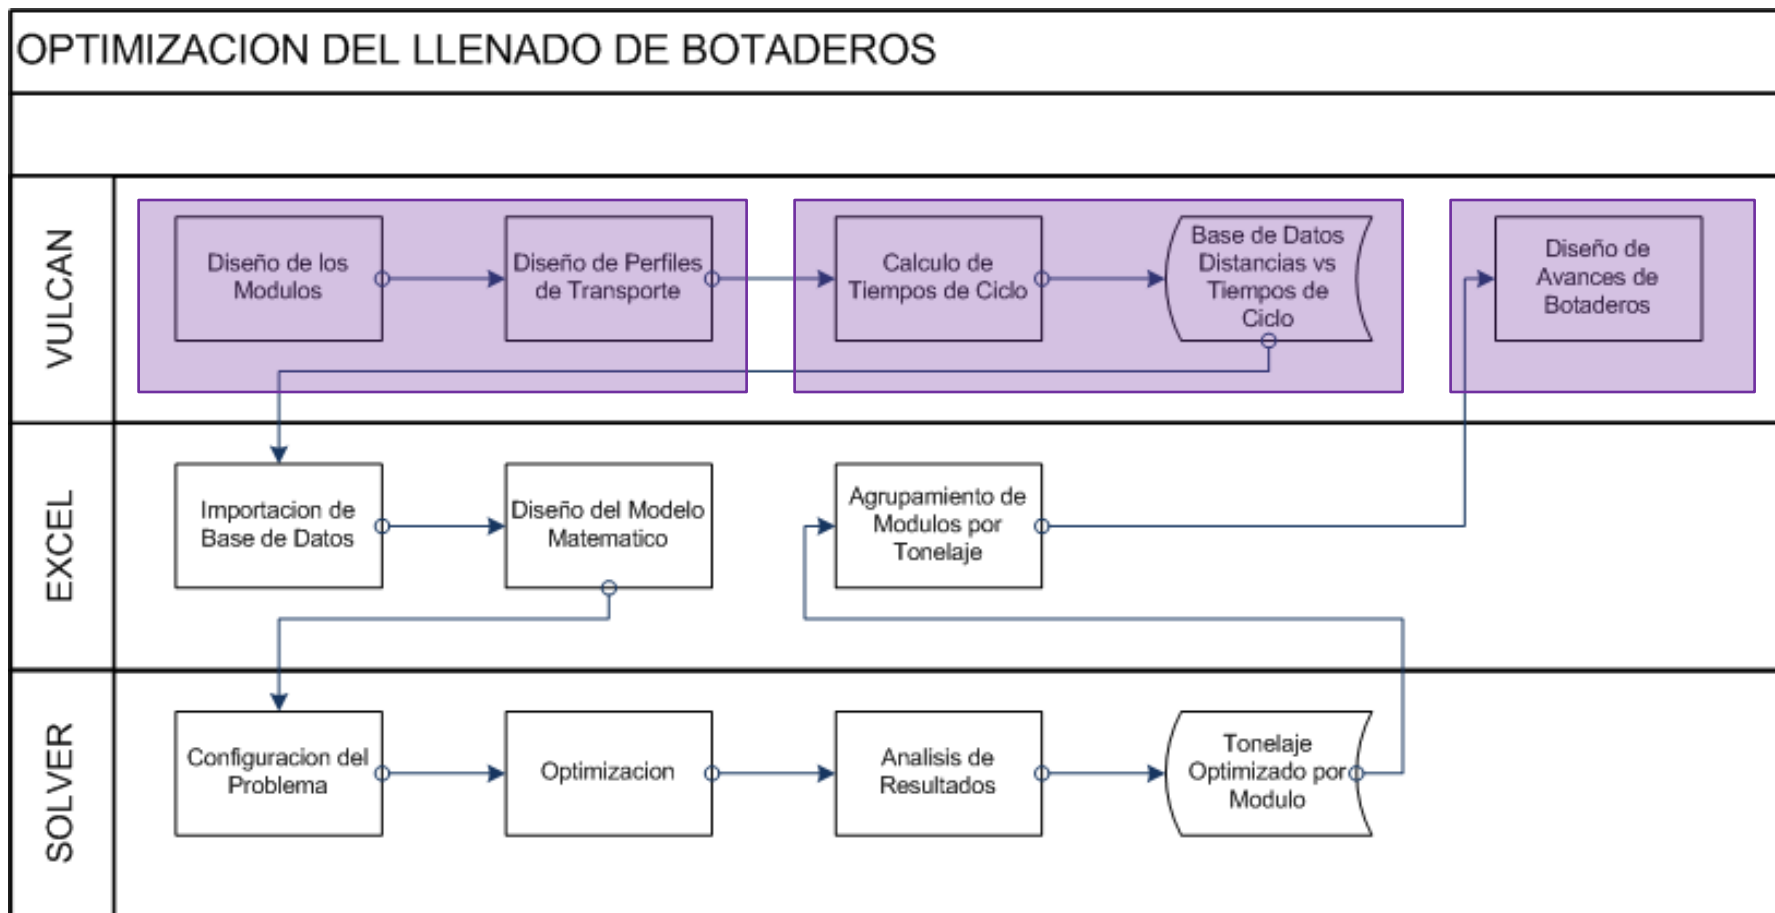 OPTIMIZACION DEL LLENADO DE BOTADEROS
VULCAN
Diseño de los
Modulos
Diseño de Perfiles
de Transporte
Calculo de
Tiempos de Ciclo
Base de Datos
Distancias vs
Tiempos de
Ciclo
Diseño de
Avances de
Botaderos
EXCEL
Importacion de
Base de Datos
Diseño del Modelo
Matematico
Agrupamiento de
Modulos por
Tonelaje
SOLVER
Configuracion del
Problema
Optimizacion
Analisis de
Resultados
Tonelaje
Optimizado por
Modulo